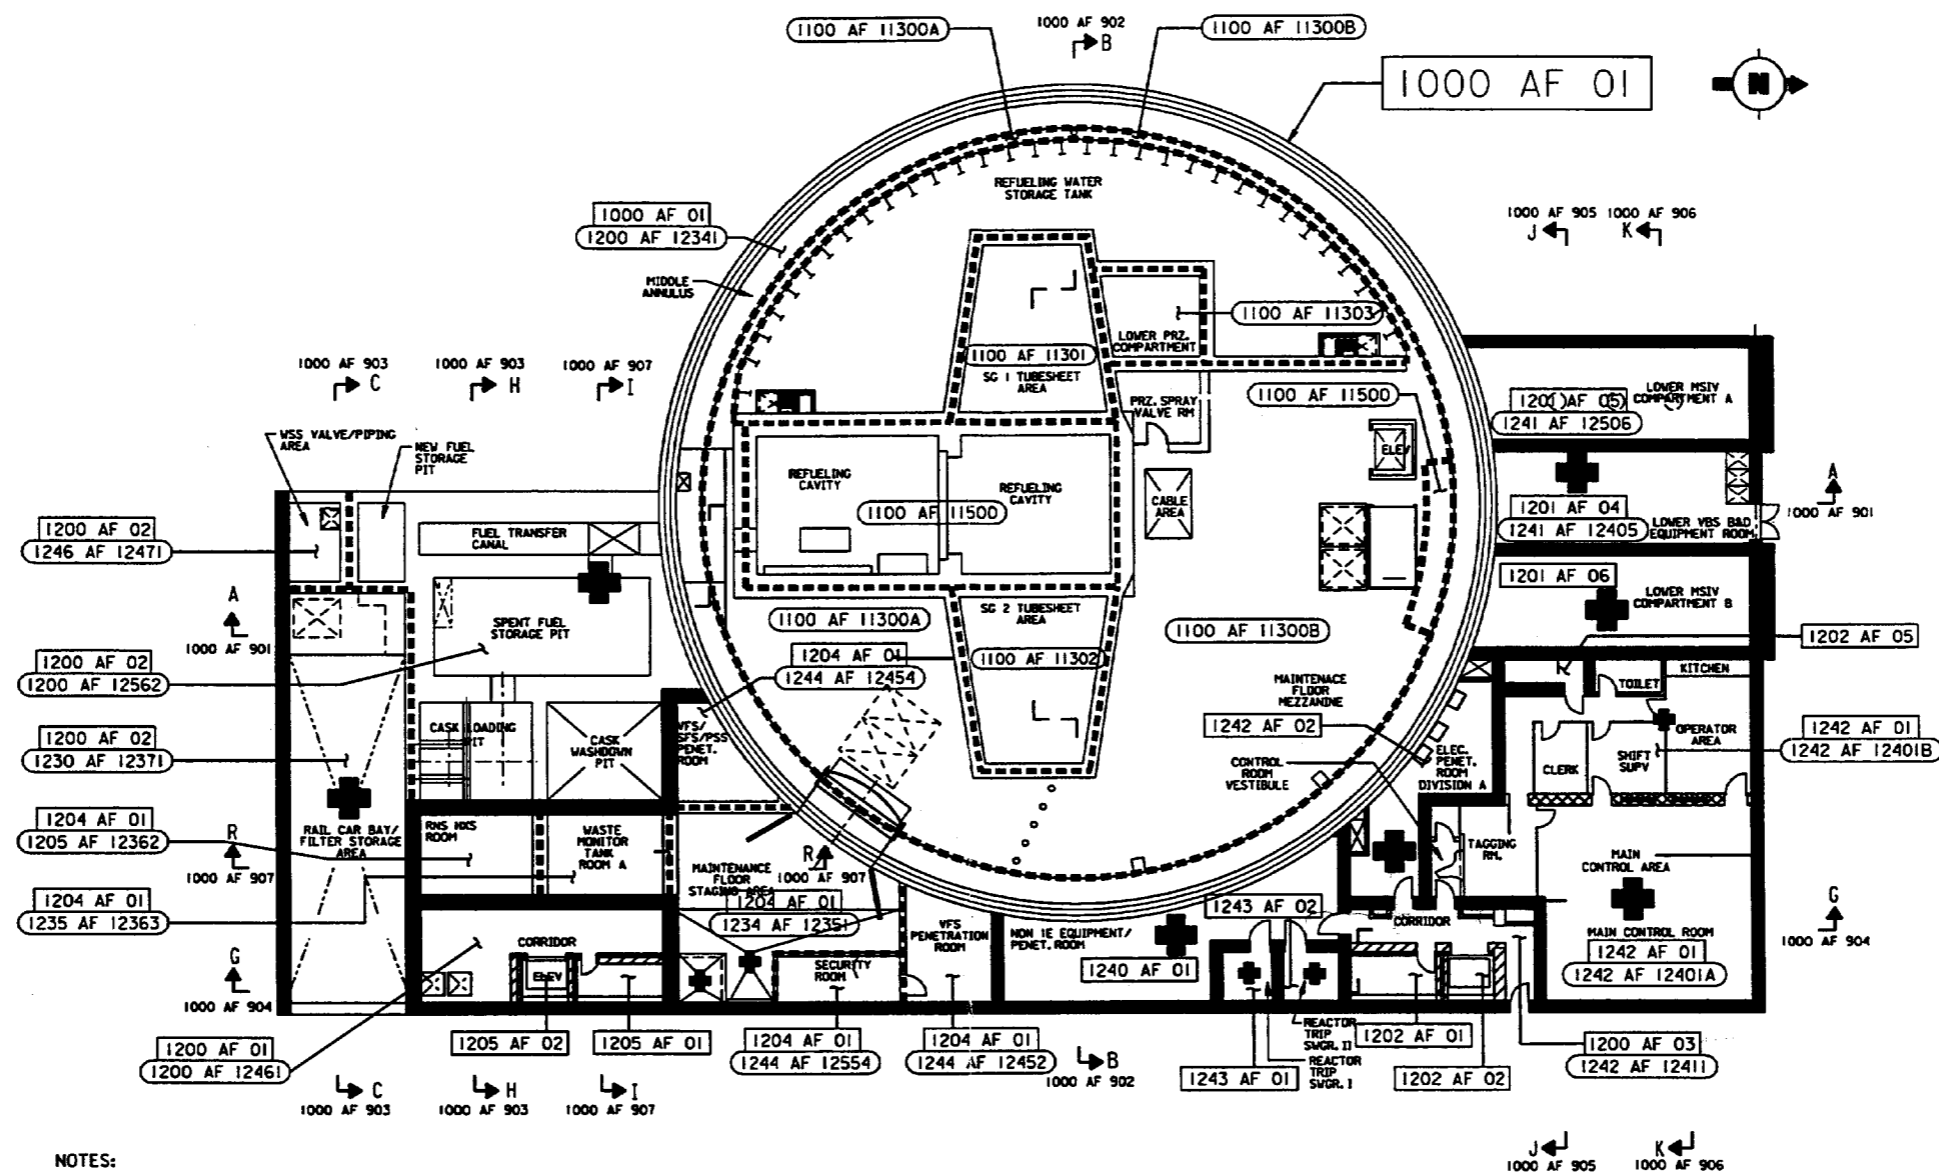 1100 AF 11300A
1000 AF 902
B
1100 AF 11300B
1000 AF 01
N
REFUELING WATER
STORAGE TANK
1000 AF 01
1200 AF 12341
1000 AF 905
1000 AF 906
J
K
MIDDLE
ANNULUS
1100 AF 11303
LOWER PRZ.
COMPARTMENT
1100 AF 11301
SG 1 TUBESHEET
AREA
1000 AF 903
C
1000 AF 903
H
1000 AF 907
I
1100 AF 11500
PRZ. SPRAY
VALVE RM
LOWER MSIV
COMPARTMENT A
1201 AF 05
1241 AF 12506
WSS VALVE/PIPING
AREA
NEW FUEL
STORAGE
PIT
ELEV
REFUELING
CAVITY
REFUELING
CAVITY
CABLE
AREA
1100 AF 11500
A
1000 AF 901
1201 AF 04
1241 AF 12405
LOWER VBS B&D
EQUIPMENT ROOM
1200 AF 02
1246 AF 12471
FUEL TRANSFER
CANAL
1201 AF 06
LOWER MSIV
COMPARTMENT B
A
1000 AF 901
SPENT FUEL
STORAGE PIT
1100 AF 11300A
SG 2 TUBESHEET
AREA
1100 AF 11300B
1202 AF 05
1200 AF 02
1200 AF 12562
1204 AF 01
1244 AF 12454
1100 AF 11302
KITCHEN
TOILET
MAINTENACE
FLOOR
MEZZANINE
1242 AF 02
CASK LOADING
PIT
CASK
WASHDOWN
PIT
VFS/
SFS/PSS
PENET.
ROOM
OPERATOR
AREA
1242 AF 01
1242 AF 12401B
1200 AF 02
1230 AF 12371
CONTROL
ROOM
VESTIBULE
ELEC.
PENET.
ROOM
DIVISION A
CLERK
SHIFT
SUPV
1204 AF 01
1205 AF 12362
R
1000 AF 907
RAIL CAR BAY/
FILTER STORAGE
AREA
RNS HXS
ROOM
WASTE
MONITOR
TANK
ROOM A
MAINTENANCE
FLOOR
STAGING AREA
R
1000 AF 907
TAGGING
RM.
MAIN
CONTROL AREA
1204 AF 01
1235 AF 12363
1204 AF 01
1234 AF 12351
VFS
PENETRATION
ROOM
1243 AF 02
NON 1E EQUIPMENT/
PENET. ROOM
CORRIDOR
MAIN CONTROL ROOM
1242 AF 01
1242 AF 12401A
G
1000 AF 904
G
1000 AF 904
CORRIDOR
ELEV
SECURITY
ROOM
1240 AF 01
1200 AF 01
1200 AF 12461
1205 AF 02
1205 AF 01
1204 AF 01
1244 AF 12554
1204 AF 01
1244 AF 12452
B
1000 AF 902
1243 AF 01
REACTOR
TRIP
SWGR. II
REACTOR
TRIP
SWGR. I
1202 AF 01
1202 AF 02
1200 AF 03
1242 AF 12411
C
1000 AF 903
H
1000 AF 903
I
1000 AF 907
J
1000 AF 905
K
1000 AF 906
NOTES: